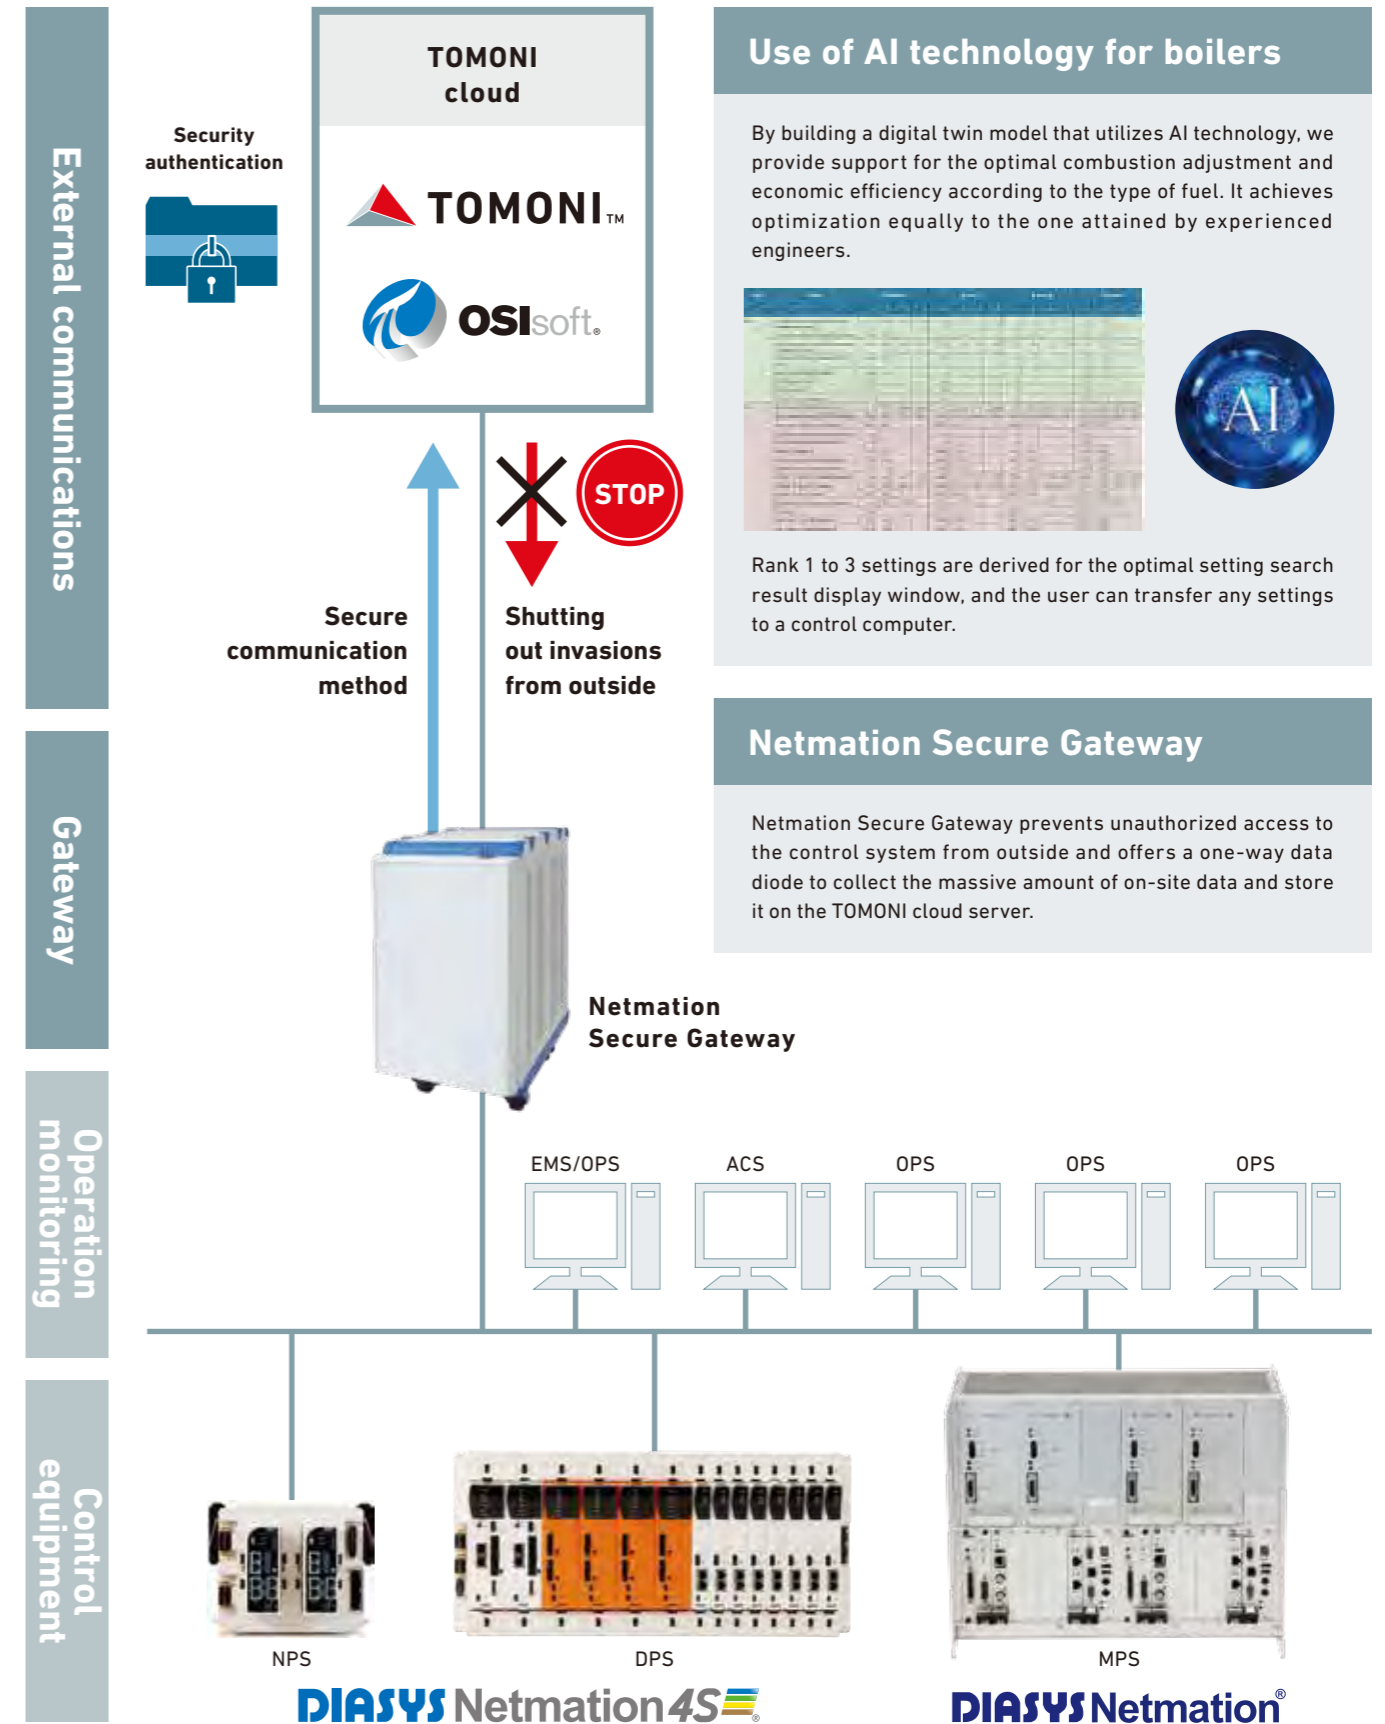 External communications
Security
authentication
TOMONI
cloud
TOMONI TM
OSIsoft®
STOP
Secure
communication
method
Shutting
out invasions
from outside
Use of AI technology for boilers
By building a digital twin model that utilizes AI technology, we
provide support for the optimal combustion adjustment and
economic efficiency according to the type of fuel. It achieves
optimization equally to the one attained by experienced
engineers.
AI
Rank 1 to 3 settings are derived for the optimal setting search
result display window, and the user can transfer any settings
to a control computer.
Gateway
Netmation Secure Gateway
Netmation Secure Gateway prevents unauthorized access to
the control system from outside and offers a one-way data
diode to collect the massive amount of on-site data and store
it on the TOMONI cloud server.
Netmation
Secure Gateway
Operation
monitoring
EMS/OPS
ACS
OPS
OPS
OPS
Control
equipment
NPS
DPS
MPS
DIASYS Netmation4S®
DIASYS Netmation®